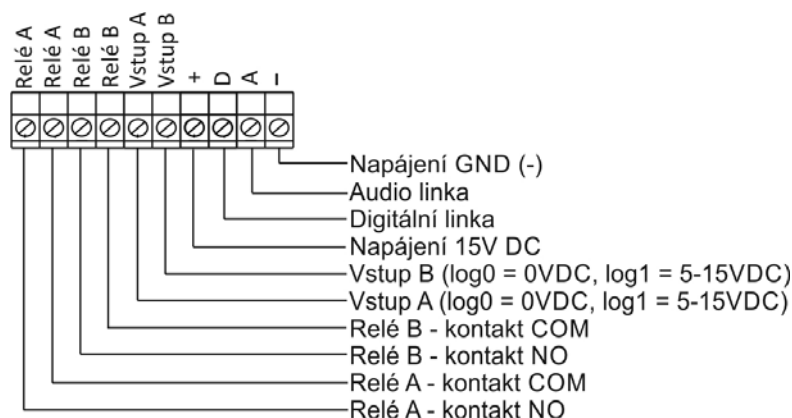 Relé A
Relé A
Relé B
Relé B
Vstup A
Vstup B
+
D
A
–
Napájení GND (-)
Audio linka
Digitální linka
Napájení 15V DC
Vstup B (log0 = 0VDC, log1 = 5-15VDC)
Vstup A (log0 = 0VDC, log1 = 5-15VDC)
Relé B - kontakt COM
Relé B - kontakt NO
Relé A - kontakt COM
Relé A - kontakt NO